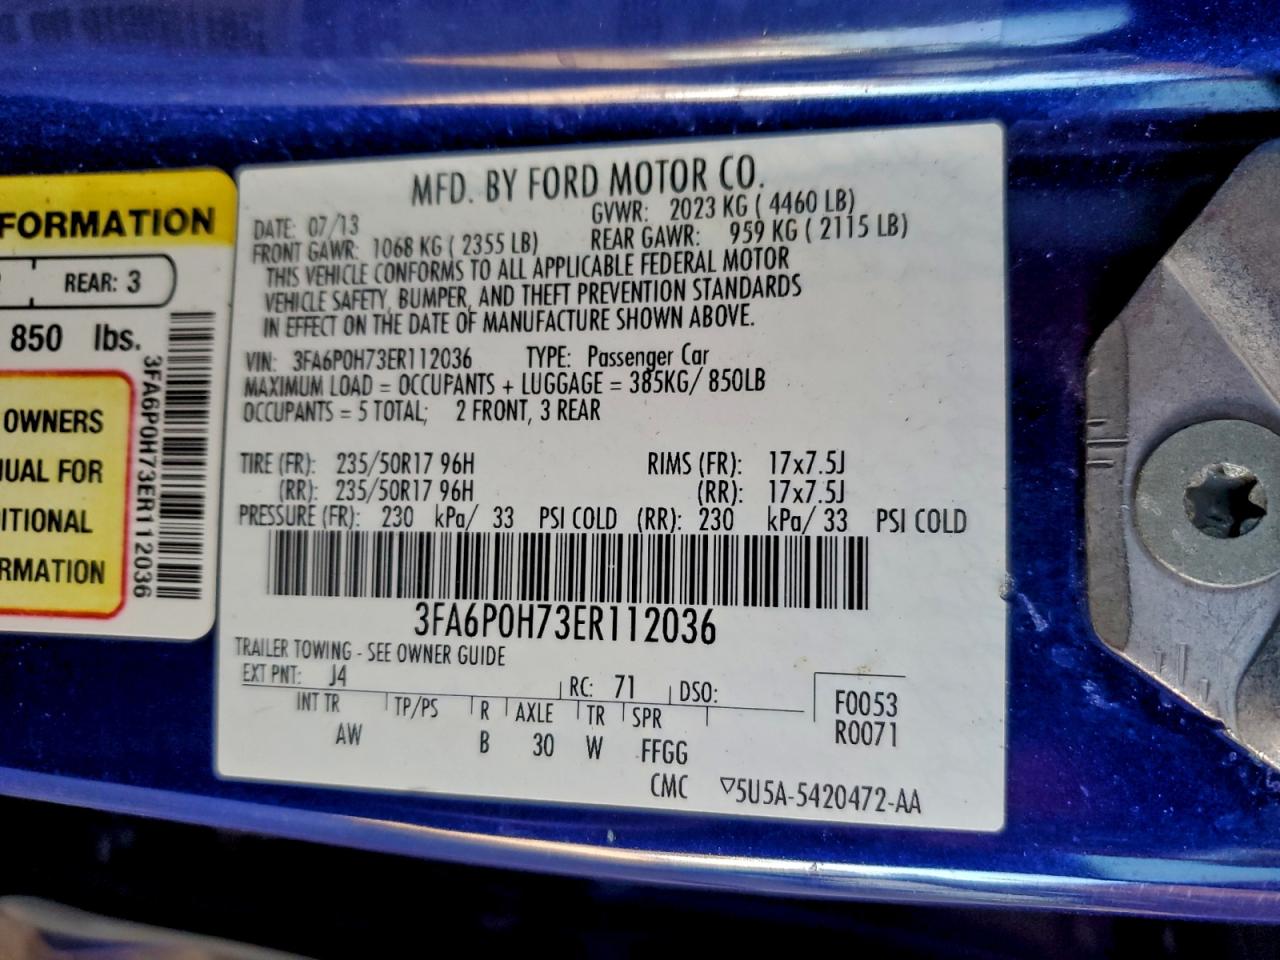 FORMATION
REAR: 3
850 lbs.
OWNERS
UAL FOR
ITIONAL
RMATION
3FA6P0H73ER112036
MFD. BY FORD MOTOR CO.
DATE: 07/13 GVWR: 2023 KG ( 4460 LB)
FRONT GAWR: 1068 KG ( 2355 LB) REAR GAWR: 959 KG ( 2115 LB)
THIS VEHICLE CONFORMS TO ALL APPLICABLE FEDERAL MOTOR
VEHICLE SAFETY, BUMPER, AND THEFT PREVENTION STANDARDS
IN EFFECT ON THE DATE OF MANUFACTURE SHOWN ABOVE.
VIN: 3FA6P0H73ER112036 TYPE: Passenger Car
MAXIMUM LOAD = OCCUPANTS + LUGGAGE = 385KG/ 850LB
OCCUPANTS = 5 TOTAL; 2 FRONT, 3 REAR
TIRE (FR): 235/50R17 96H RIMS (FR): 17x7.5J
(RR): 235/50R17 96H (RR): 17x7.5J
PRESSURE (FR): 230 kPa/ 33 PSI COLD (RR): 230 kPa/ 33 PSI COLD
3FA6P0H73ER112036
TRAILER TOWING - SEE OWNER GUIDE
EXT PNT: J4 RC: 71 DSO:
INT TR TP/PS R AXLE TR SPR
AW B 30 W FFGG
F0053
R0071
CMC ▽5U5A-5420472-AA